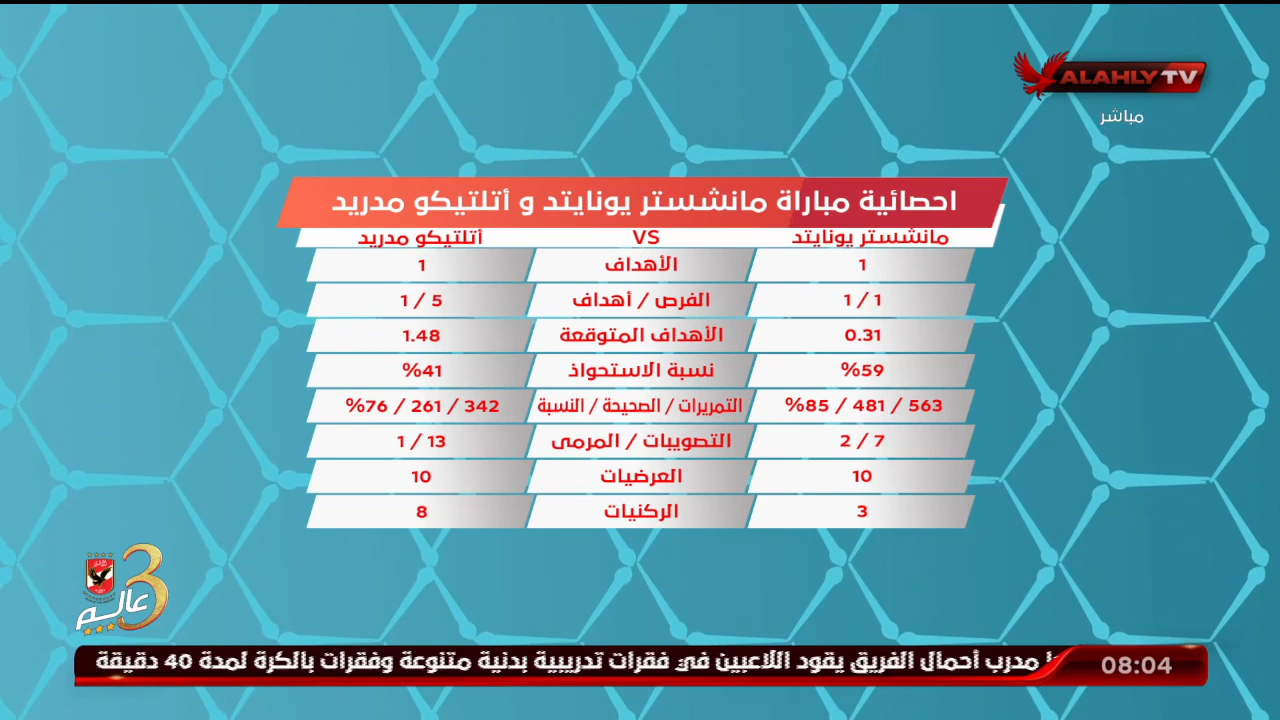 ALAHLY TV
مباشر
احصائية مباراة مانشستر يونايتد و أتلتيكو مدريد
مانشستر يونايتد VS أتلتيكو مدريد
1 الأهداف 1
1 / 1 الفرص / أهداف 5 / 1
0.31 الأهداف المتوقعة 1.48
%59 نسبة الاستحواذ %41
563 / 481 / 85% التمريرات / الصحيحة / النسبة 342 / 261 / 76%
7 / 2 التصويبات / المرمى 13 / 1
10 العرضيات 10
3 الركنيات 8
3 عالم
مدرب أحمال الفريق يقود اللاعبين في فقرات تدريبية بدنية متنوعة وفقرات بالكرة لمدة 40 دقيقة
08:04